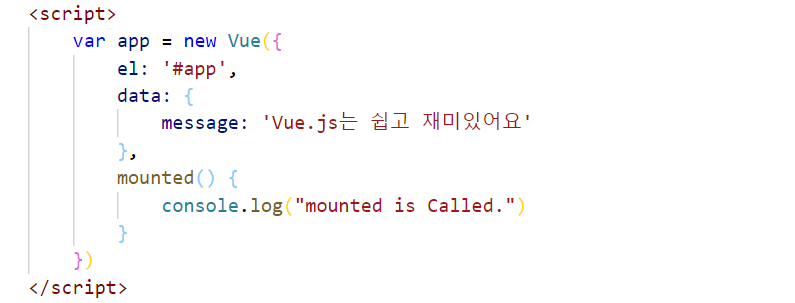 <script>
    var app = new Vue({
        el: '#app',
        data: {
            message: 'Vue.js는 쉽고 재미있어요'
        },
        mounted() {
            console.log("mounted is Called.")
        }
    })
</script>